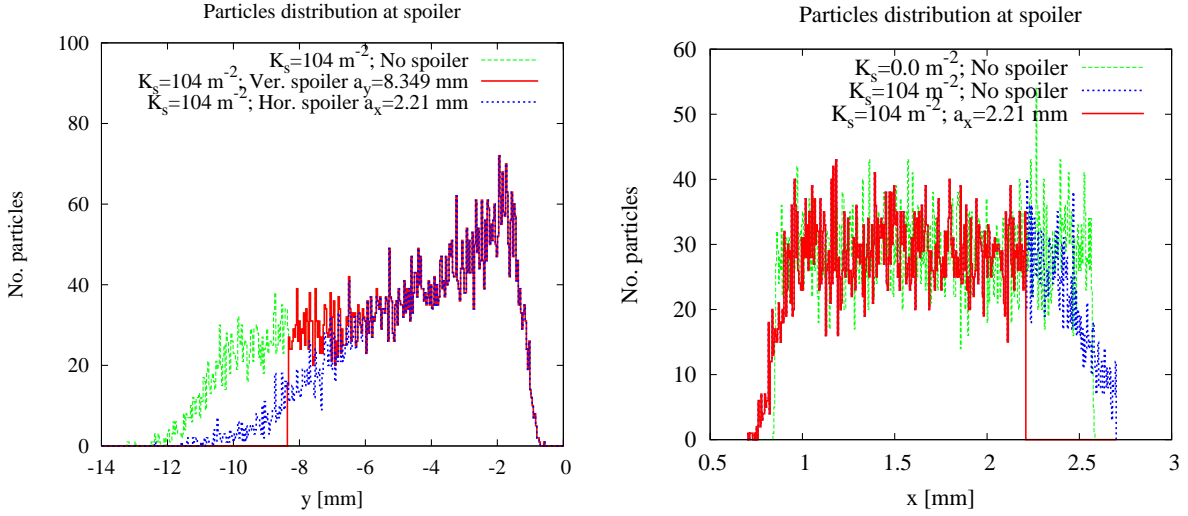 Particles distribution at spoiler
100
80
60
40
20
0
-14 -12 -10 -8 -6 -4 -2 0
No. particles
y [mm]
K_s=104 m^-2; No spoiler
K_s=104 m^-2; Ver. spoiler a_y=8.349 mm
K_s=104 m^-2; Hor. spoiler a_x=2.21 mm
Particles distribution at spoiler
60
50
40
30
20
10
0
0.5 1 1.5 2 2.5 3
No. particles
x [mm]
K_s=0.0 m^-2; No spoiler
K_s=104 m^-2; No spoiler
K_s=104 m^-2; a_x=2.21 mm